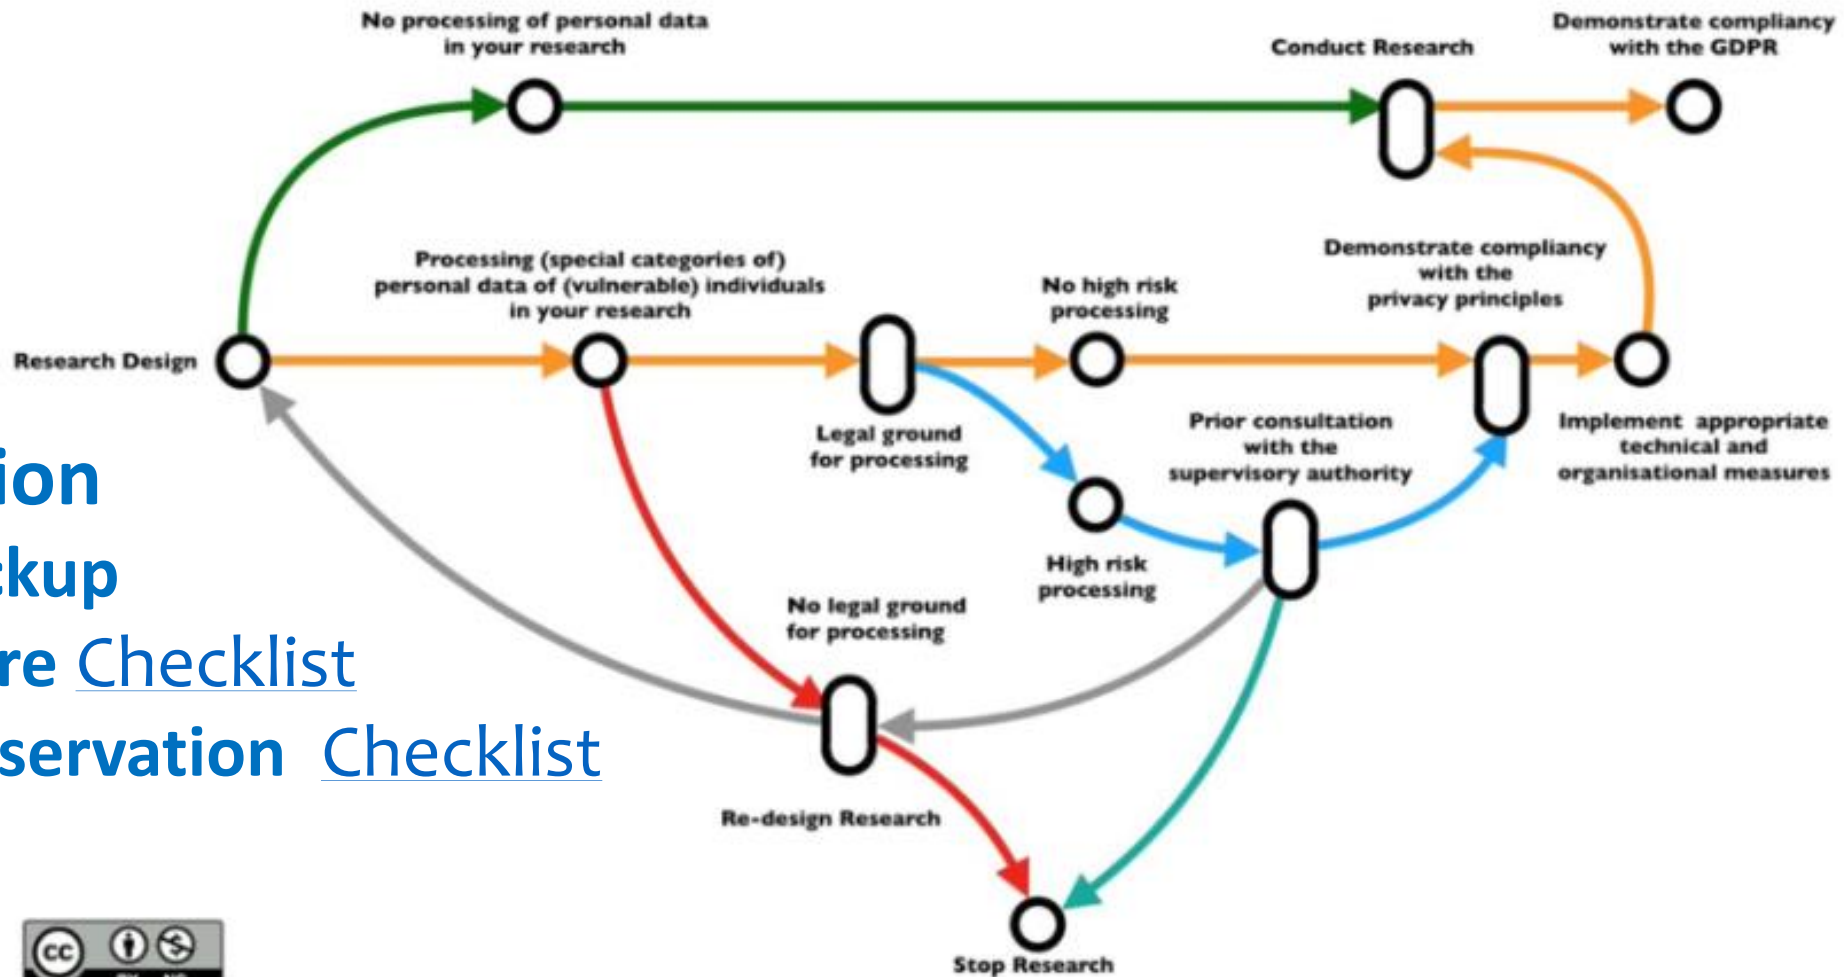 No processing of personal data
in your research
Conduct Research
Demonstrate compliancy
with the GDPR
Processing (special categories of)
personal data of (vulnerable) individuals
in your research
No high risk
processing
Demonstrate compliancy
with the
privacy principles
Research Design
Legal ground
for processing
Prior consultation
with the
supervisory authority
Implement appropriate
technical and
organisational measures
High risk
processing
No legal ground
for processing
Re-design Research
Stop Research
ion
ckup
re Checklist
servation Checklist
cc